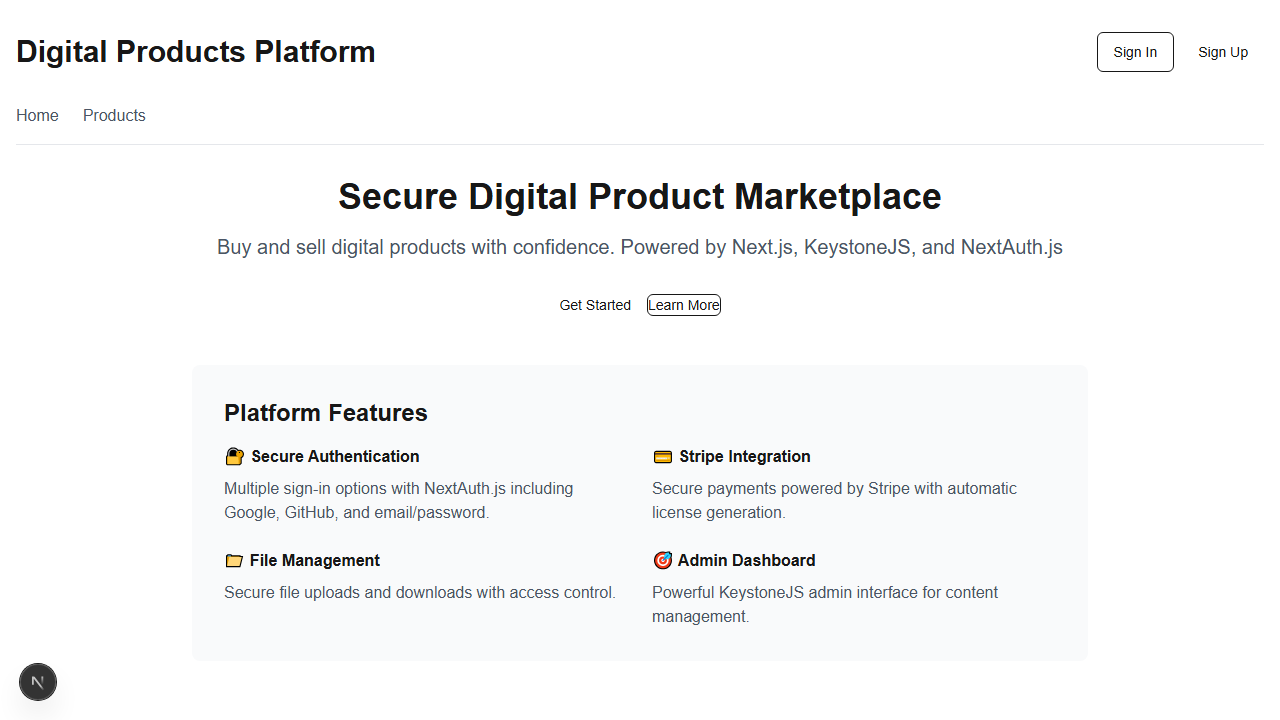 Digital Products Platform
Sign In
Sign Up
Home
Products
Secure Digital Product Marketplace
Buy and sell digital products with confidence. Powered by Next.js, KeystoneJS, and NextAuth.js
Get Started
Learn More
Platform Features
🔐 Secure Authentication
Multiple sign-in options with NextAuth.js including
Google, GitHub, and email/password.
💳 Stripe Integration
Secure payments powered by Stripe with automatic
license generation.
📁 File Management
Secure file uploads and downloads with access control.
🎯 Admin Dashboard
Powerful KeystoneJS admin interface for content
management.
N